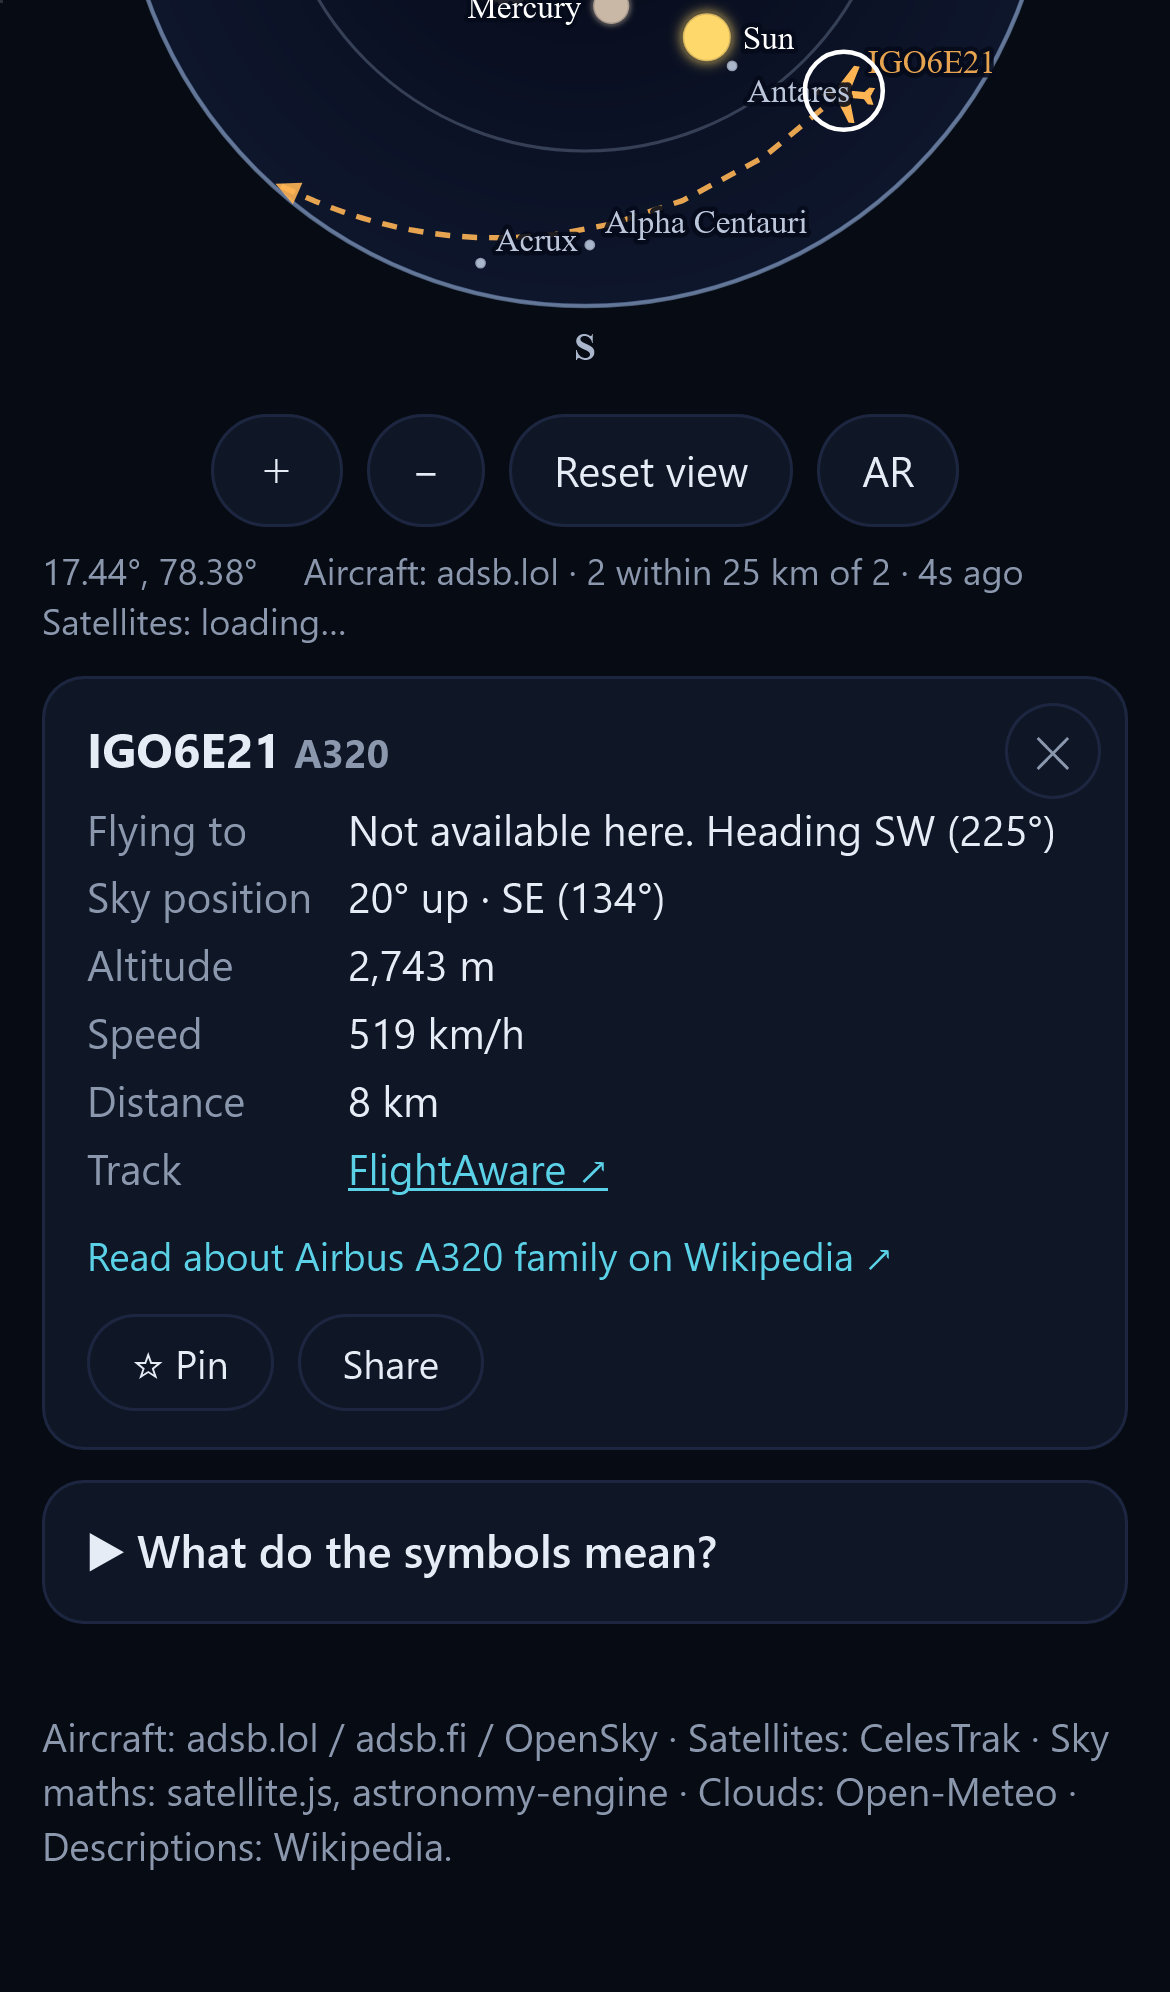 Mercury
Sun
IGO6E21
Antares
Alpha Centauri
Acrux
S
+
−
Reset view
AR
17.44°, 78.38° Aircraft: adsb.lol · 2 within 25 km of 2 · 4s ago
Satellites: loading…
IGO6E21 A320
Flying to Not available here. Heading SW (225°)
Sky position 20° up · SE (134°)
Altitude 2,743 m
Speed 519 km/h
Distance 8 km
Track FlightAware ↗
Read about Airbus A320 family on Wikipedia ↗
☆ Pin
Share
▶ What do the symbols mean?
Aircraft: adsb.lol / adsb.fi / OpenSky · Satellites: CelesTrak · Sky
maths: satellite.js, astronomy-engine · Clouds: Open-Meteo ·
Descriptions: Wikipedia.